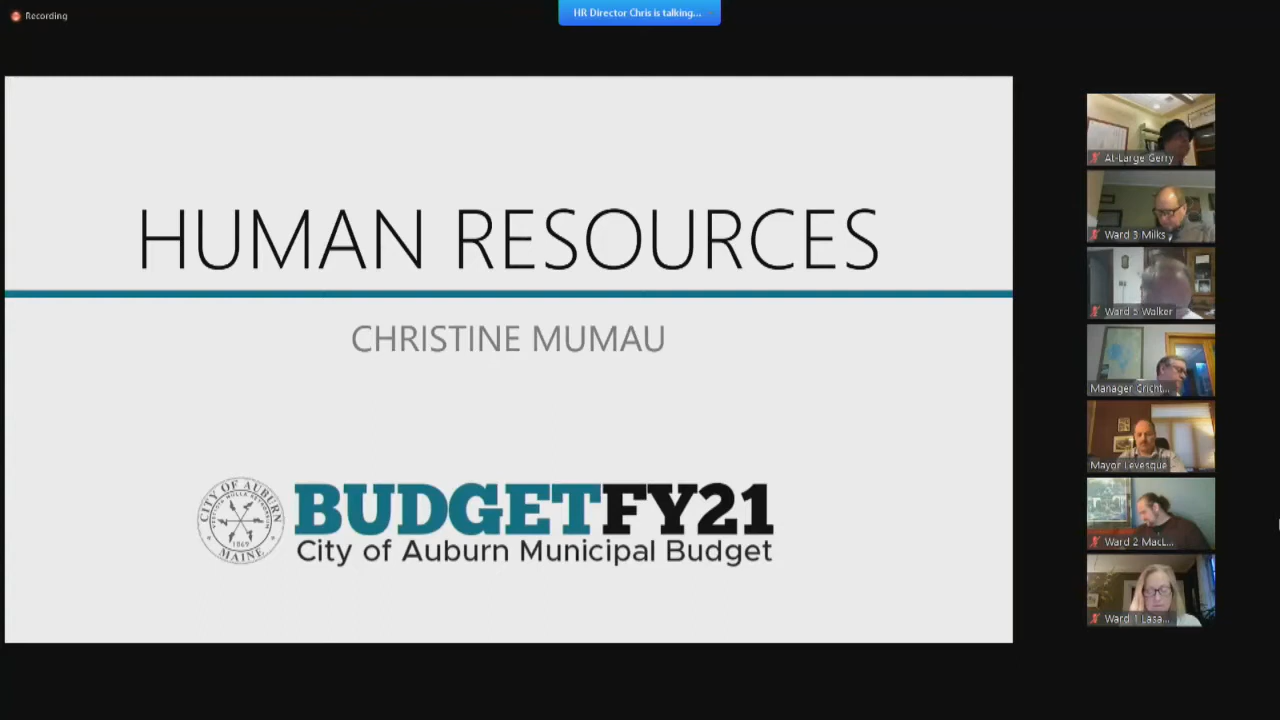 Recording
HR Director Chris is talking...
HUMAN RESOURCES
CHRISTINE MUMAU
CITY OF AUBURN
1869
MAINE
BUDGETFY21
City of Auburn Municipal Budget
At-Large Gerry
Ward 3 Milks
Ward 5 Walker
Manager Cricht...
Mayor Levesque
Ward 2 MacL...
Ward 1 Lasa...